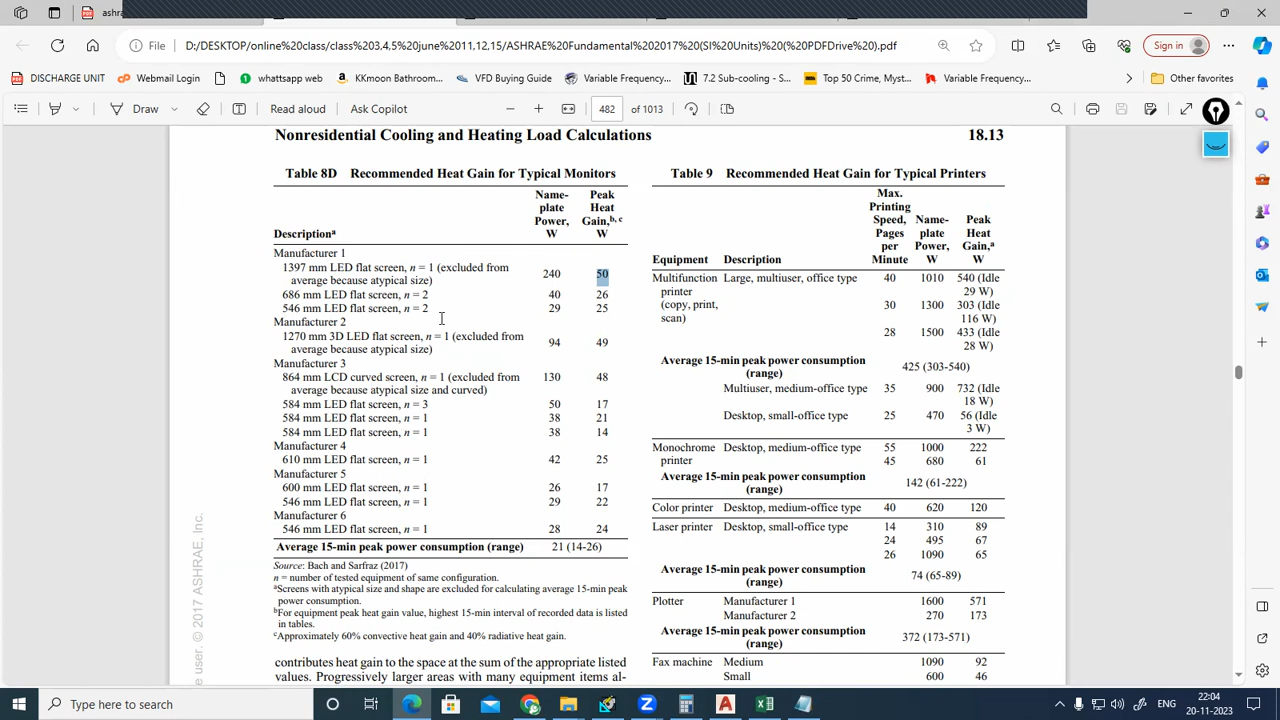 ashra
File
D:/DESKTOP/online%20class/class%203,4,5%20june%2011,12,15/ASHRAE%20Fundamental%202017%20(SI%20Units)%20(%20PDFDrive%20).pdf
Sign in
DISCHARGE UNIT
Webmail Login
whattsapp web
KKmoon Bathroom...
VFD Buying Guide
Variable Frequency...
7.2 Sub-cooling - S...
Top 50 Crime, Myst...
Variable Frequency...
Other favorites
Draw
Read aloud
Ask Copilot
482 of 1013
Nonresidential Cooling and Heating Load Calculations 18.13
Table 8D Recommended Heat Gain for Typical Monitors
Name-
plate
Power,
W
Peak
Heat
Gain,b, c
W
Descriptiona
Manufacturer 1
1397 mm LED flat screen, n = 1 (excluded from
average because atypical size) 240 50
686 mm LED flat screen, n = 2 40 26
546 mm LED flat screen, n = 2 29 25
Manufacturer 2
1270 mm 3D LED flat screen, n = 1 (excluded from
average because atypical size) 94 49
Manufacturer 3
864 mm LCD curved screen, n = 1 (excluded from 130 48
average because atypical size and curved)
584 mm LED flat screen, n = 3 50 17
584 mm LED flat screen, n = 1 38 21
584 mm LED flat screen, n = 1 38 14
Manufacturer 4
610 mm LED flat screen, n = 1 42 25
Manufacturer 5
600 mm LED flat screen, n = 1 26 17
546 mm LED flat screen, n = 1 29 22
Manufacturer 6
546 mm LED flat screen, n = 1 28 24
Average 15-min peak power consumption (range) 21 (14-26)
Source: Bach and Sarfraz (2017)
n = number of tested equipment of same configuration.
aScreens with atypical size and shape are excluded for calculating average 15-min peak
power consumption.
bFor equipment peak heat gain value, highest 15-min interval of recorded data is listed
in tables.
cApproximately 60% convective heat gain and 40% radiative heat gain.
contributes heat gain to the space at the sum of the appropriate listed
values. Progressively larger areas with many equipment items al-
Table 9 Recommended Heat Gain for Typical Printers
Equipment
Description
Max.
Printing
Speed,
Pages
per
Minute
Name-
plate
Power,
W
Peak
Heat
Gain,a
W
Multifunction Large, multiuser, office type 40 1010 540 (Idle
printer 29 W)
(copy, print, 30 1300 303 (Idle
scan) 116 W)
28 1500 433 (Idle
28 W)
Average 15-min peak power consumption
(range) 425 (303-540)
Multiuser, medium-office type 35 900 732 (Idle
18 W)
Desktop, small-office type 25 470 56 (Idle
3 W)
Monochrome Desktop, medium-office type 55 1000 222
printer 45 680 61
Average 15-min peak power consumption
(range) 142 (61-222)
Color printer Desktop, medium-office type 40 620 120
Laser printer Desktop, small-office type 14 310 89
24 495 67
26 1090 65
Average 15-min peak power consumption
(range) 74 (65-89)
Plotter Manufacturer 1 1600 571
Manufacturer 2 270 173
Average 15-min peak power consumption
(range) 372 (173-571)
Fax machine Medium 1090 92
Small 600 46
e user. © 2017 ASHRAE, Inc.
Type here to search
ENG
22:04
20-11-2023